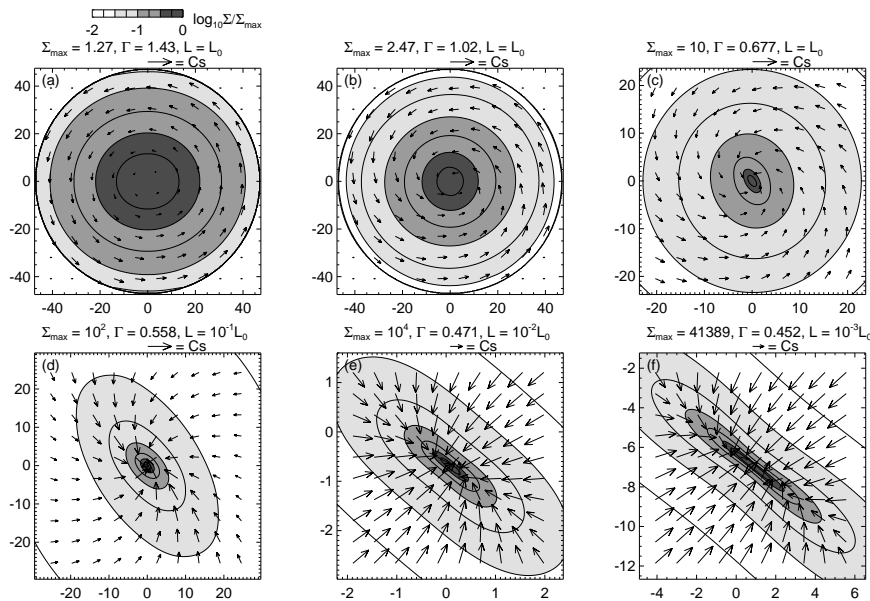 -2 -1 0 log₁₀Σ/Σmax
Σmax = 1.27, Γ = 1.43, L = L₀
= Cs
(a)
40
20
0
-20
-40
-40 -20 0 20 40
Σmax = 2.47, Γ = 1.02, L = L₀
= Cs
(b)
40
20
0
-20
-40
-40 -20 0 20 40
Σmax = 10, Γ = 0.677, L = L₀
= Cs
(c)
20
10
0
-10
-20
-20 -10 0 10 20
Σmax = 10², Γ = 0.558, L = 10⁻¹L₀
= Cs
(d)
20
10
0
-10
-20
-20 -10 0 10 20
Σmax = 10⁴, Γ = 0.471, L = 10⁻²L₀
= Cs
(e)
1
0
-1
-2
-2 -1 0 1 2
Σmax = 41389, Γ = 0.452, L = 10⁻³L₀
= Cs
(f)
-2
-4
-6
-8
-10
-12
-4 -2 0 2 4 6